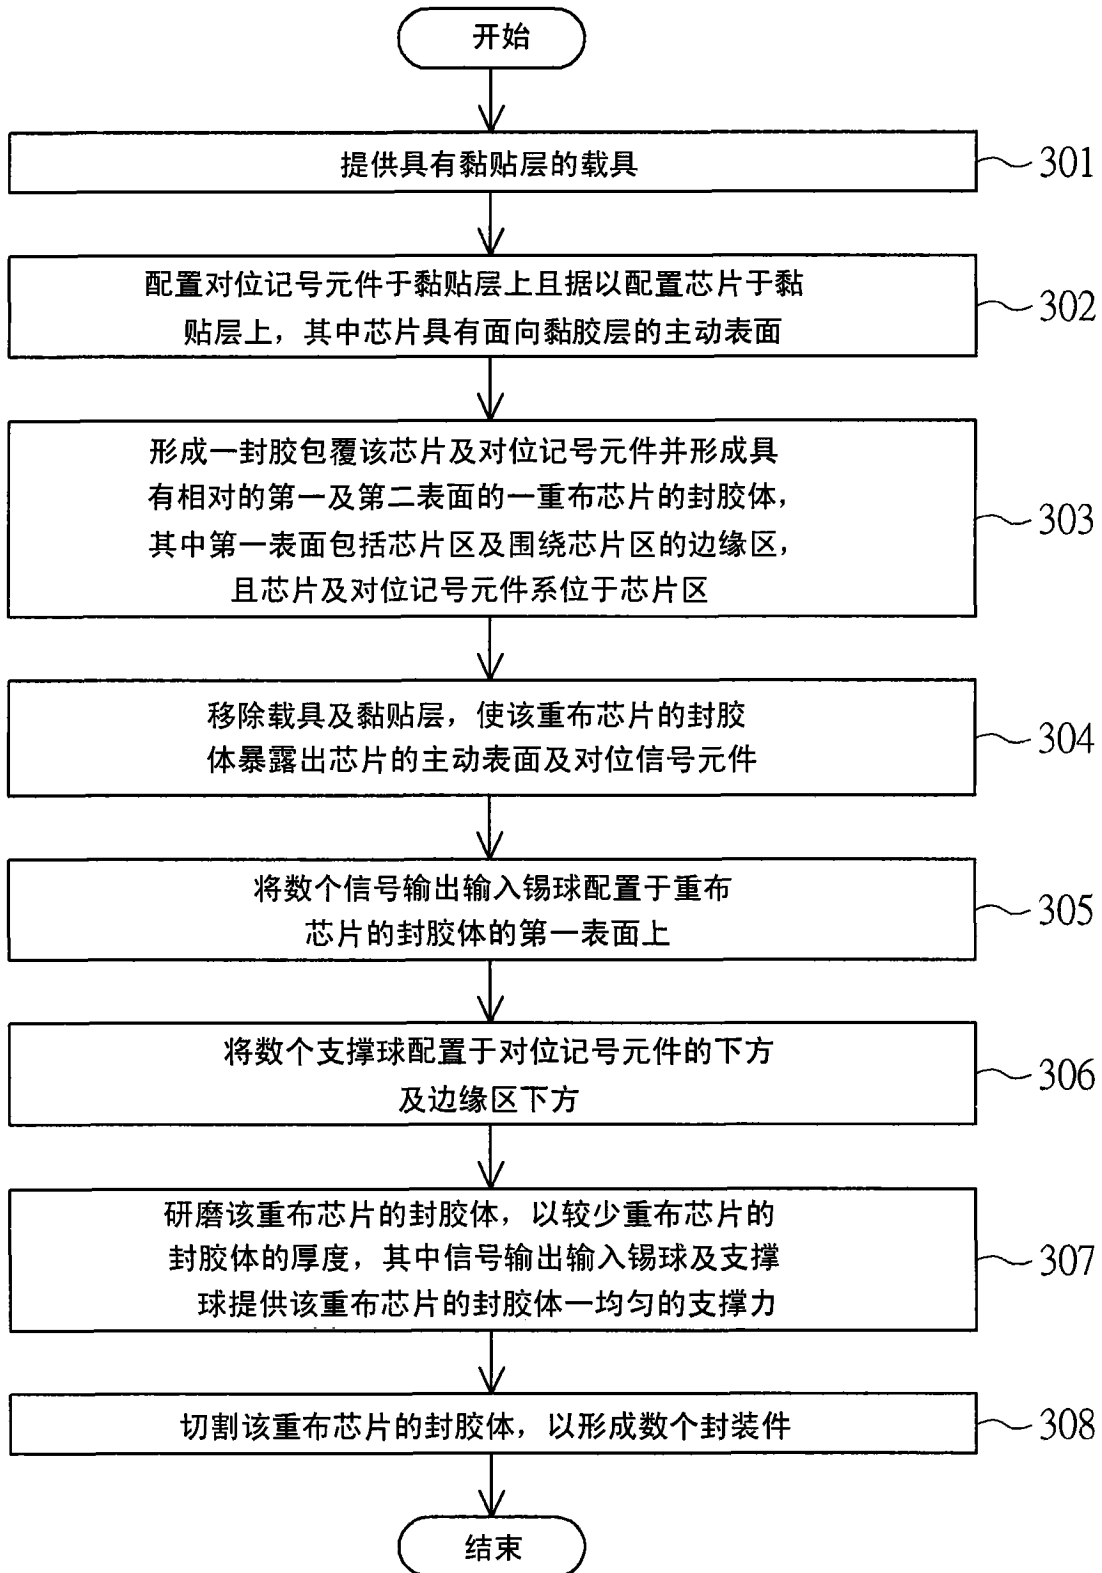 开始
提供具有黏贴层的载具
301
配置对位记号元件于黏贴层上且据以配置芯片于黏
贴层上，其中芯片具有面向黏胶层的主动表面
302
形成一封胶包覆该芯片及对位记号元件并形成具
有相对的第一及第二表面的一重布芯片的封胶体，
其中第一表面包括芯片区及围绕芯片区的边缘区，
且芯片及对位记号元件系位于芯片区
303
移除载具及黏贴层，使该重布芯片的封胶
体暴露出芯片的主动表面及对位信号元件
304
将数个信号输出输入锡球配置于重布
芯片的封胶体的第一表面上
305
将数个支撑球配置于对位记号元件的下方
及边缘区下方
306
研磨该重布芯片的封胶体，以较少重布芯片的
封胶体的厚度，其中信号输出输入锡球及支撑
球提供该重布芯片的封胶体一均匀的支撑力
307
切割该重布芯片的封胶体，以形成数个封装件
308
结束